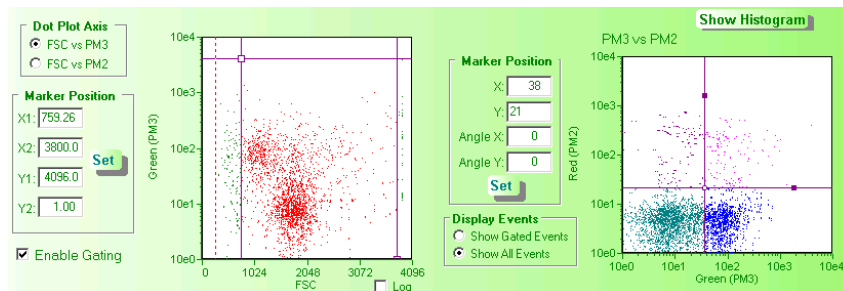 Dot Plot Axis
FSC vs PM3
FSC vs PM2
Marker Position
X1: 759.26
X2: 3800.0
Y1: 4096.0
Y2: 1.00
Set
Enable Gating
10e4
10e3
10e2
10e1
10e0
Green (PM3)
0 1024 2048 3072 4096
FSC
Log
Marker Position
X: 38
Y: 21
Angle X: 0
Angle Y: 0
Set
Display Events
Show Gated Events
Show All Events
Show Histogram
PM3 vs PM2
10e4
10e3
10e2
10e1
10e0
Red (PM2)
10e0 10e1 10e2 10e3 10e4
Green (PM3)